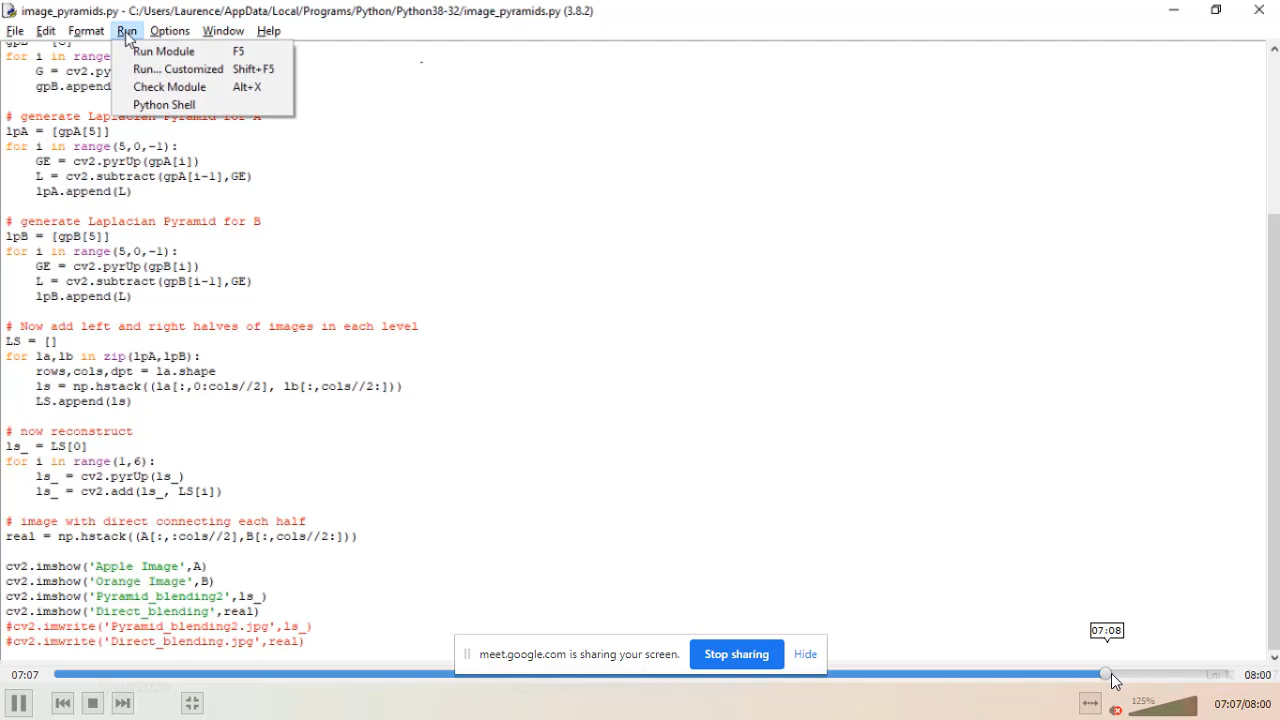 image_pyramids.py - C:/Users/Laurence/AppData/Local/Programs/Python/Python38-32/image_pyramids.py (3.8.2)
File Edit Format Run Options Window Help
for i in range
G = cv2.py
gpB.append
Run Module F5
Run... Customized Shift+F5
Check Module Alt+X
Python Shell
# generate Laplacian Pyramid for A
lpA = [gpA[5]]
for i in range(5,0,-1):
GE = cv2.pyrUp(gpA[i])
L = cv2.subtract(gpA[i-1],GE)
lpA.append(L)
# generate Laplacian Pyramid for B
lpB = [gpB[5]]
for i in range(5,0,-1):
GE = cv2.pyrUp(gpB[i])
L = cv2.subtract(gpB[i-1],GE)
lpB.append(L)
# Now add left and right halves of images in each level
LS = []
for la,lb in zip(lpA,lpB):
rows,cols,dpt = la.shape
ls = np.hstack((la[:,0:cols//2], lb[:,cols//2:]))
LS.append(ls)
# now reconstruct
ls_ = LS[0]
for i in range(1,6):
ls_ = cv2.pyrUp(ls_)
ls_ = cv2.add(ls_, LS[i])
# image with direct connecting each half
real = np.hstack((A[:,:cols//2],B[:,cols//2:]))
cv2.imshow('Apple Image',A)
cv2.imshow('Orange Image',B)
cv2.imshow('Pyramid_blending2',ls_)
cv2.imshow('Direct_blending',real)
#cv2.imwrite('Pyramid_blending2.jpg',ls_)
#cv2.imwrite('Direct_blending.jpg',real)
07:08
meet.google.com is sharing your screen. Stop sharing Hide
07:07 08:00
125% 07:07/08:00